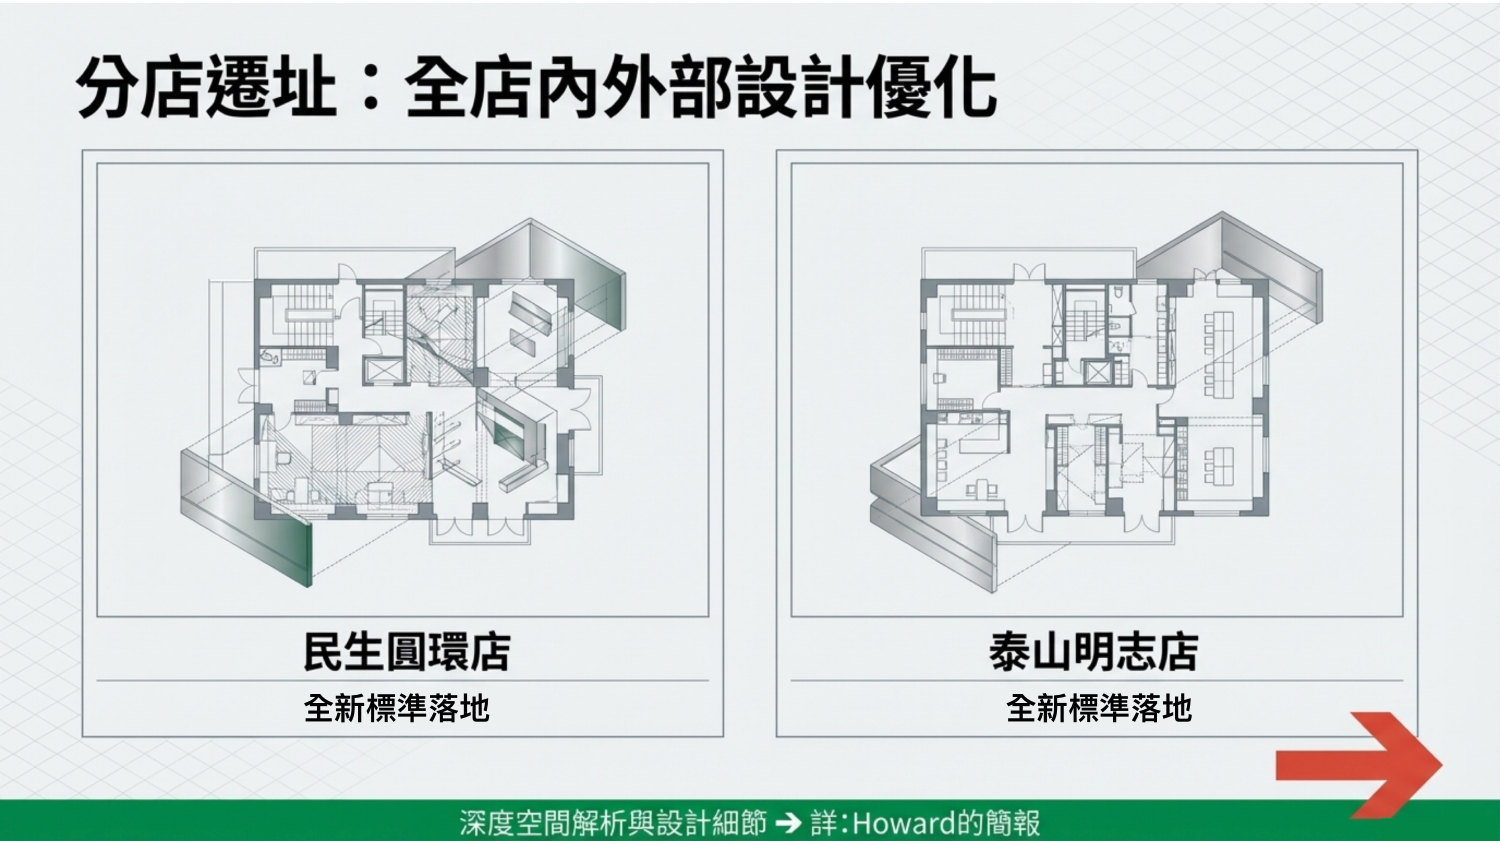 分店遷址：全店內外部設計優化
民生圓環店
全新標準落地
泰山明志店
全新標準落地
深度空間解析與設計細節 ➔ 詳：Howard的簡報